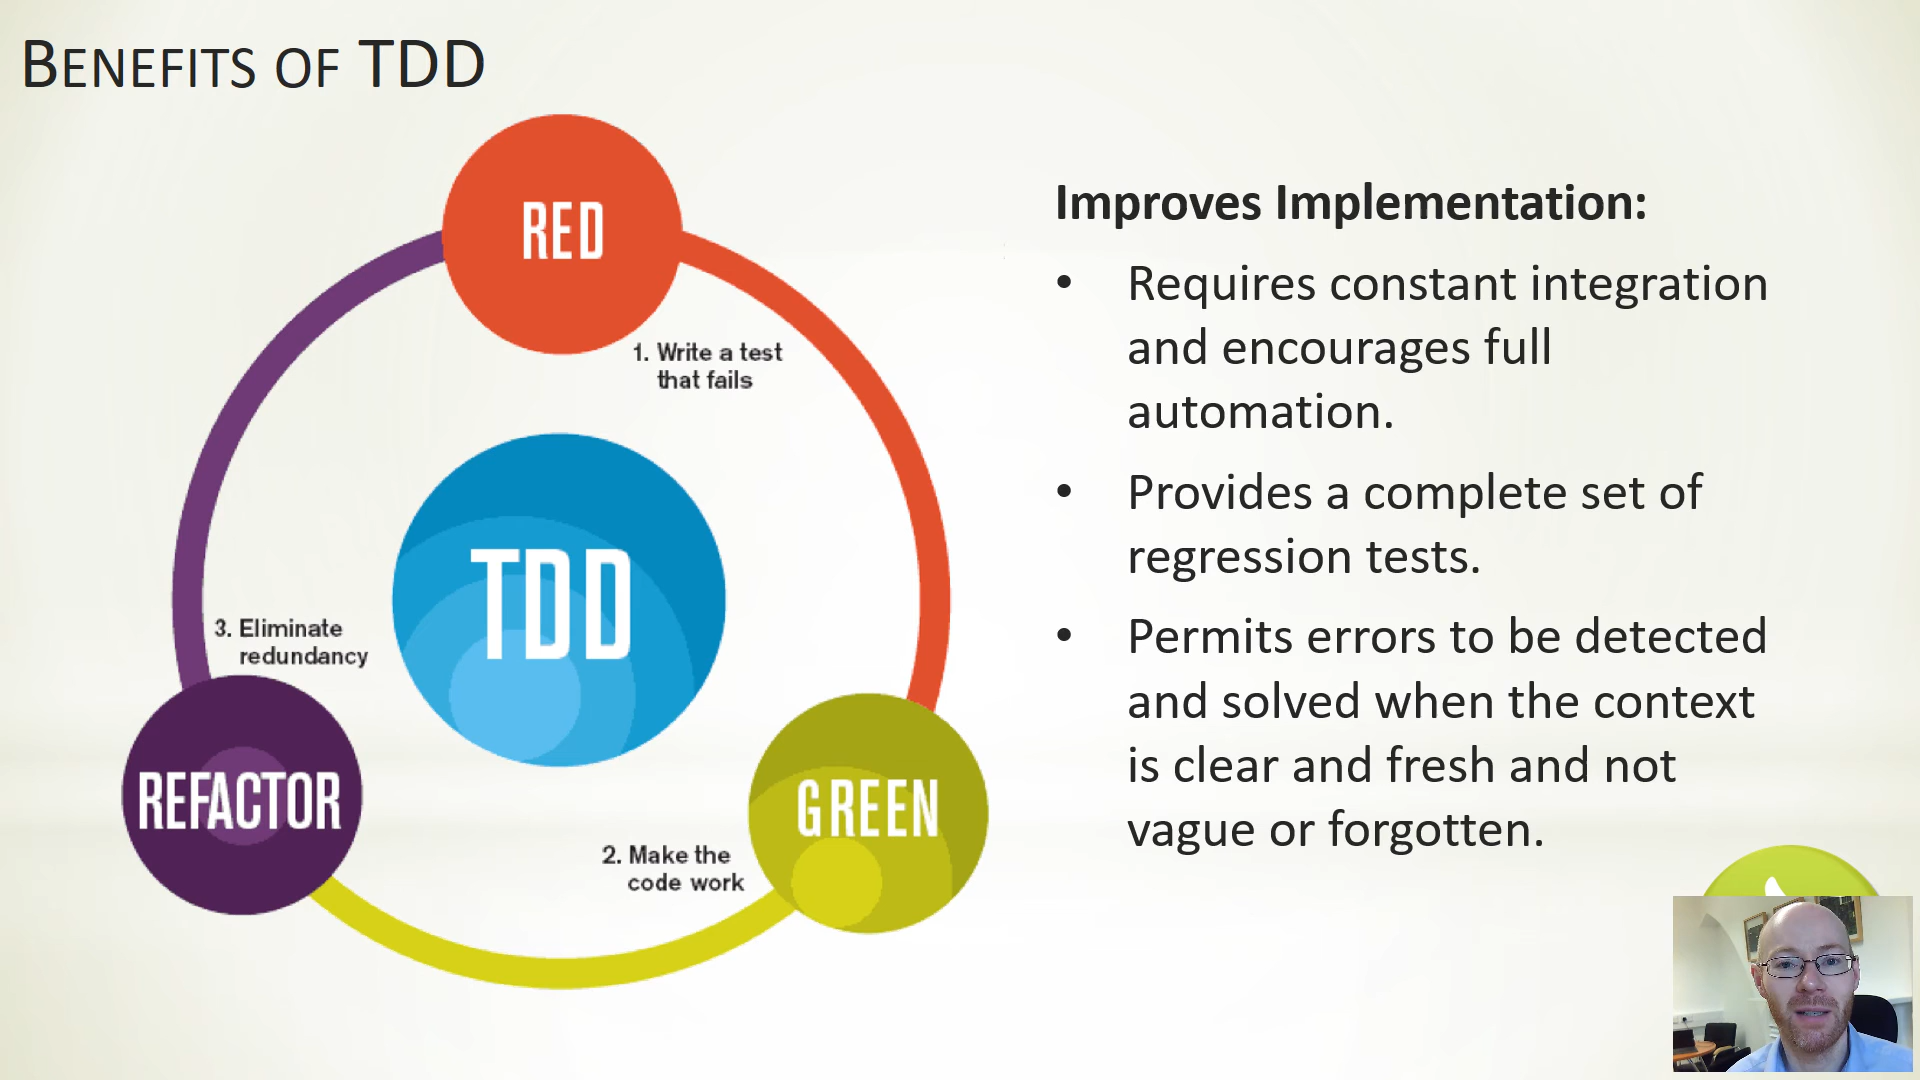 BENEFITS OF TDD
RED
1. Write a test
that fails
TDD
3. Eliminate
redundancy
REFACTOR
GREEN
2. Make the
code work
Improves Implementation:
• Requires constant integration
and encourages full
automation.
• Provides a complete set of
regression tests.
• Permits errors to be detected
and solved when the context
is clear and fresh and not
vague or forgotten.